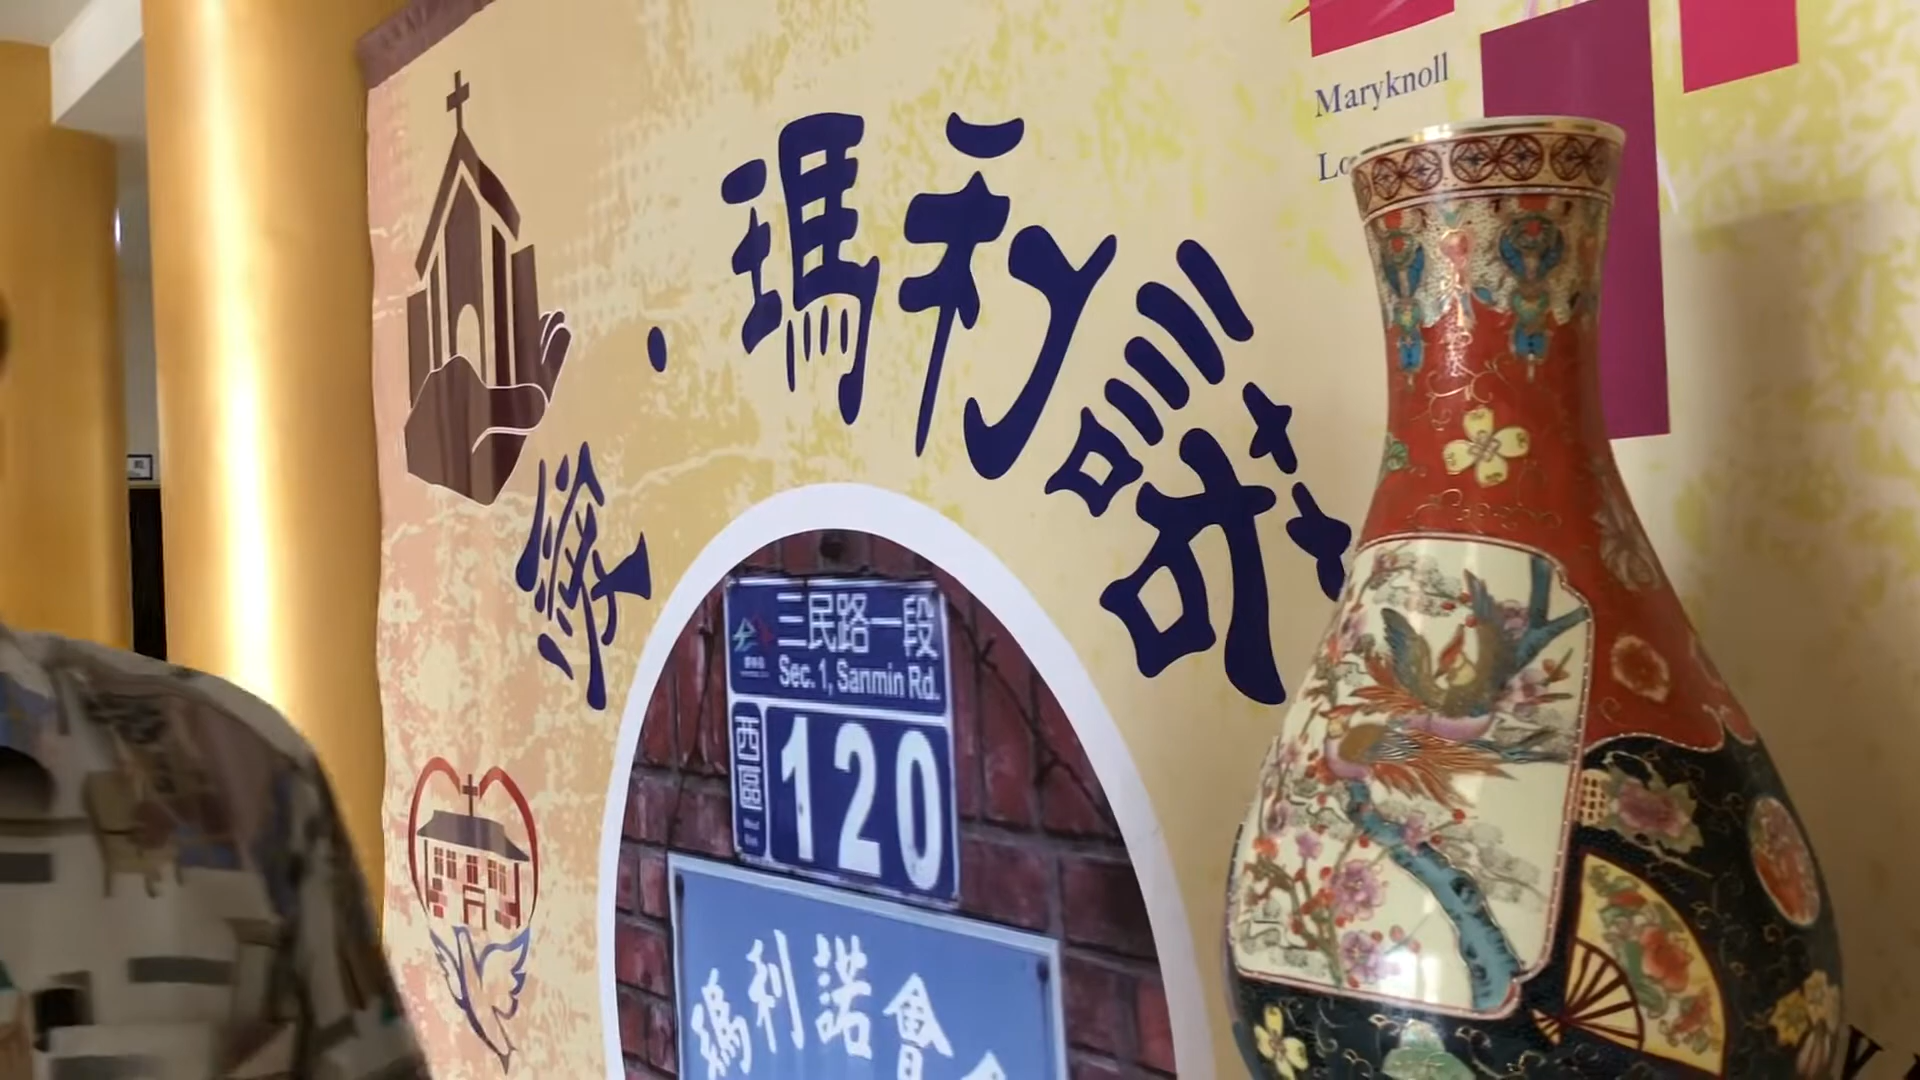 Maryknoll
緣・瑪利諾
三民路一段
Sec. 1, Sanmin Rd.
西區
120
瑪利諾會